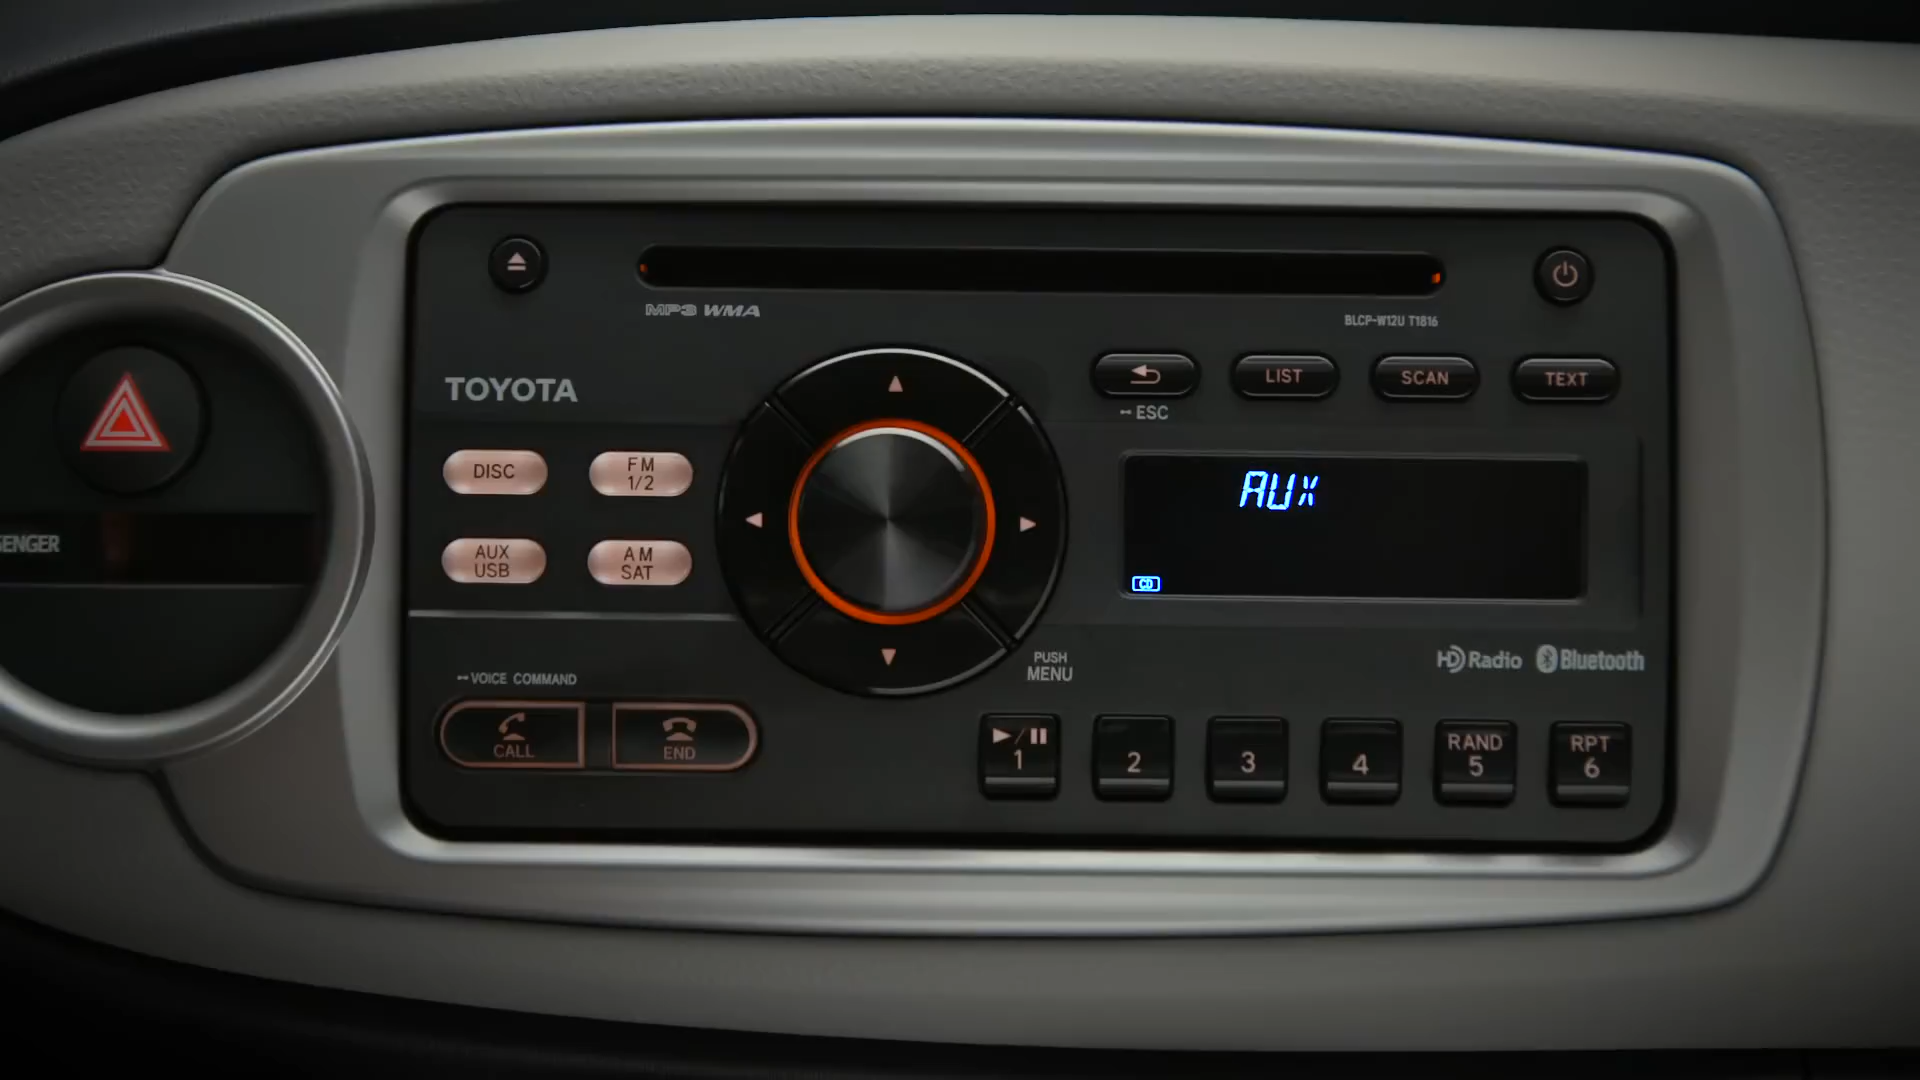 MP3 WMA
BLCP-W12U T1816
TOYOTA
ESC
LIST
SCAN
TEXT
DISC
FM
1/2
AUX
USB
AM
SAT
AUX
CD
ENGER
VOICE COMMAND
CALL
END
PUSH
MENU
HD Radio
Bluetooth
1
2
3
4
RAND
5
RPT
6